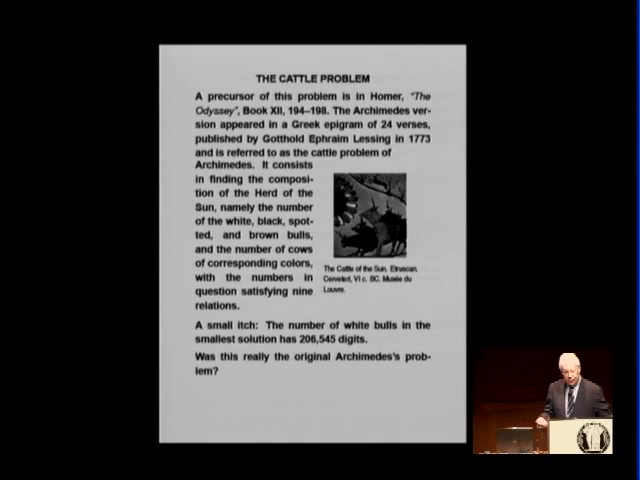 THE CATTLE PROBLEM
A precursor of this problem is in Homer, "The
Odyssey", Book XII, 194–198. The Archimedes ver-
sion appeared in a Greek epigram of 24 verses,
published by Gotthold Ephraim Lessing in 1773
and is referred to as the cattle problem of
Archimedes. It consists
in finding the composi-
tion of the Herd of the
Sun, namely the number
of the white, black, spot-
ted, and brown bulls,
and the number of cows
of corresponding colors,
with the numbers in
question satisfying nine
relations.
The Cattle of the Sun. Etruscan.
Cerveteri, VI c. BC. Musée du
Louvre.
A small itch: The number of white bulls in the
smallest solution has 206,545 digits.
Was this really the original Archimedes's prob-
lem?